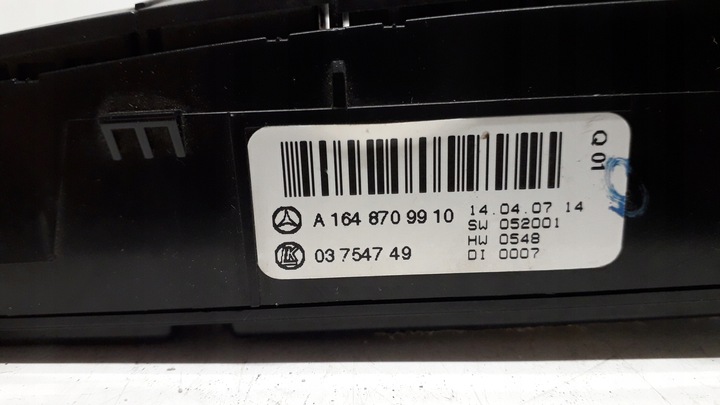 A 164 870 99 10
03 7547 49
14.04.07 14
SW 052001
HW 0548
DI 0007
Q 01